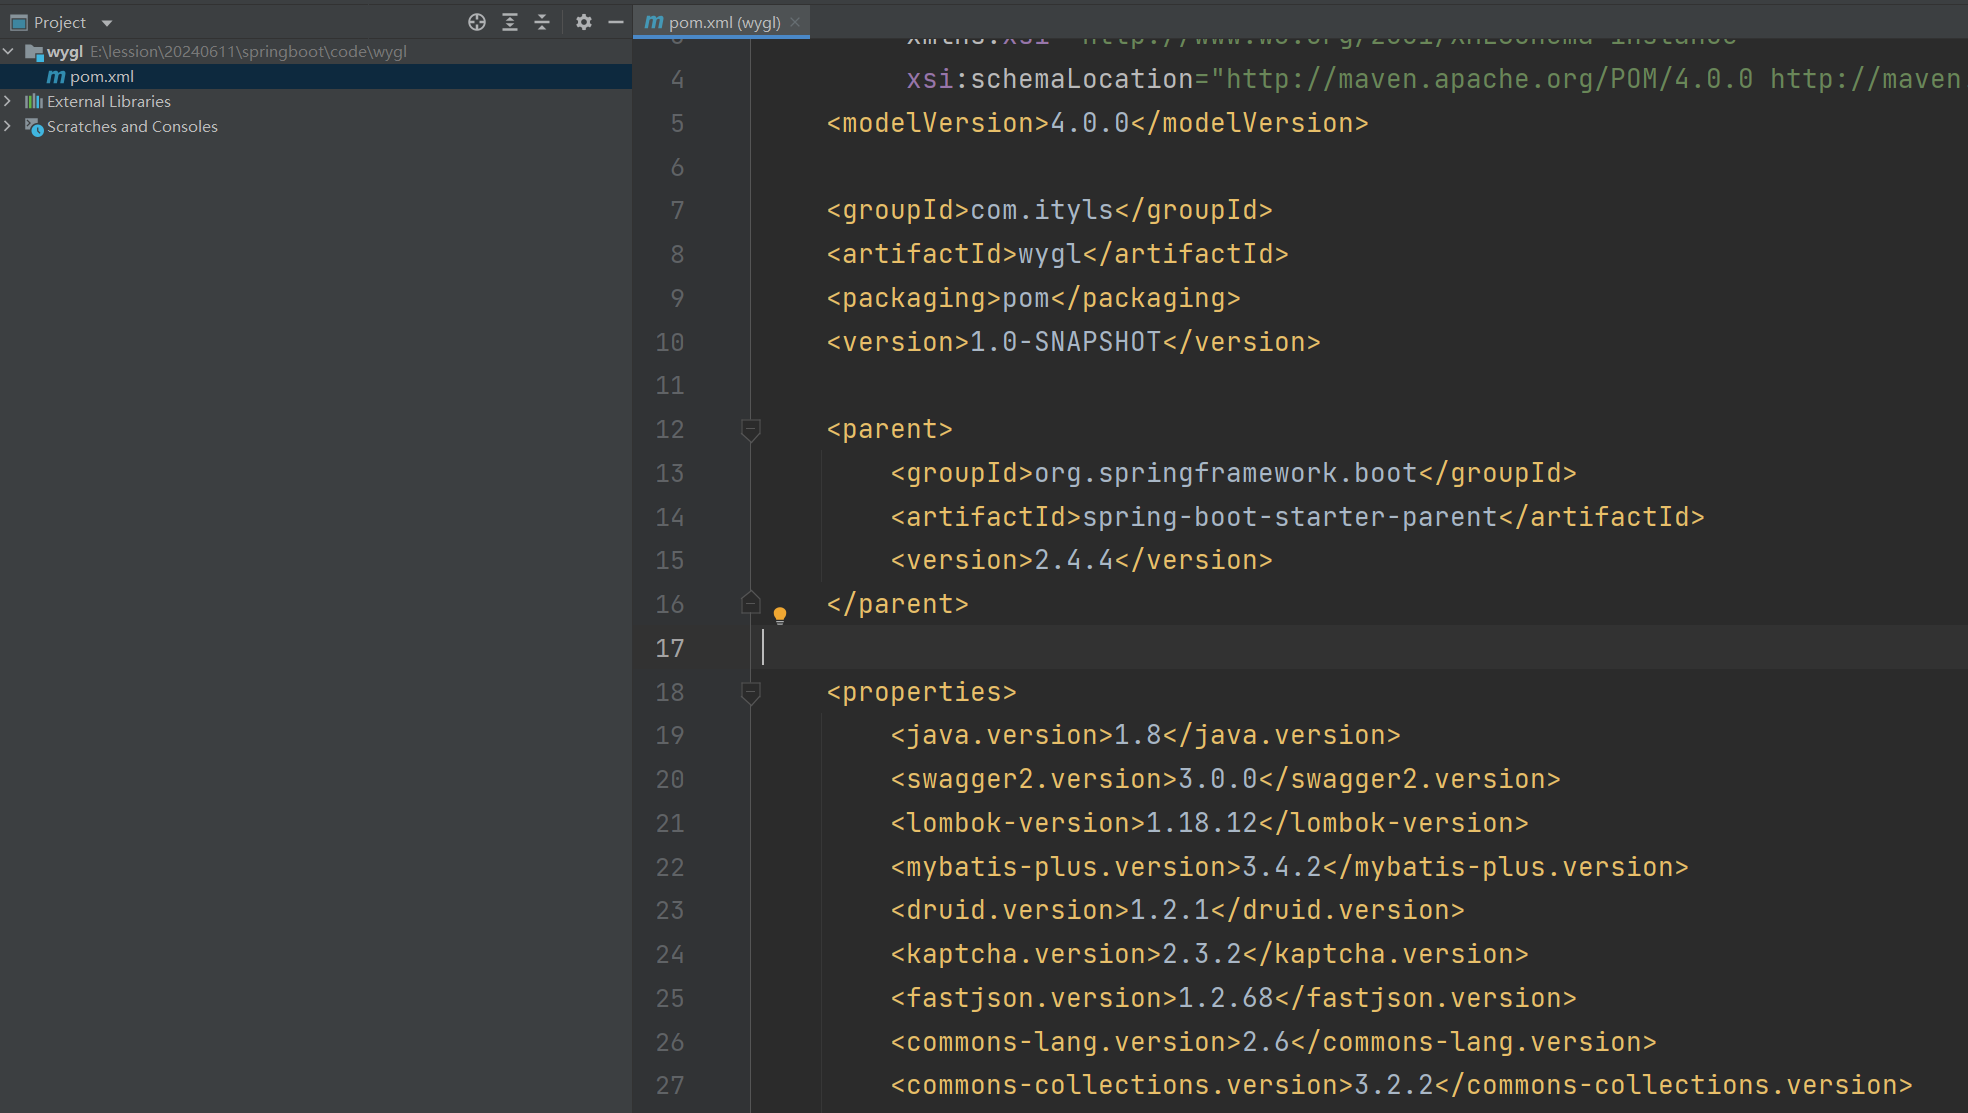 Project
wygl E:\lession\20240611\springboot\code\wygl
pom.xml
External Libraries
Scratches and Consoles
pom.xml (wygl)
4 xsi:schemaLocation="http://maven.apache.org/POM/4.0.0 http://maven
5 <modelVersion>4.0.0</modelVersion>
6
7 <groupId>com.ityls</groupId>
8 <artifactId>wygl</artifactId>
9 <packaging>pom</packaging>
10 <version>1.0-SNAPSHOT</version>
11
12 <parent>
13 <groupId>org.springframework.boot</groupId>
14 <artifactId>spring-boot-starter-parent</artifactId>
15 <version>2.4.4</version>
16 </parent>
17
18 <properties>
19 <java.version>1.8</java.version>
20 <swagger2.version>3.0.0</swagger2.version>
21 <lombok-version>1.18.12</lombok-version>
22 <mybatis-plus.version>3.4.2</mybatis-plus.version>
23 <druid.version>1.2.1</druid.version>
24 <kaptcha.version>2.3.2</kaptcha.version>
25 <fastjson.version>1.2.68</fastjson.version>
26 <commons-lang.version>2.6</commons-lang.version>
27 <commons-collections.version>3.2.2</commons-collections.version>